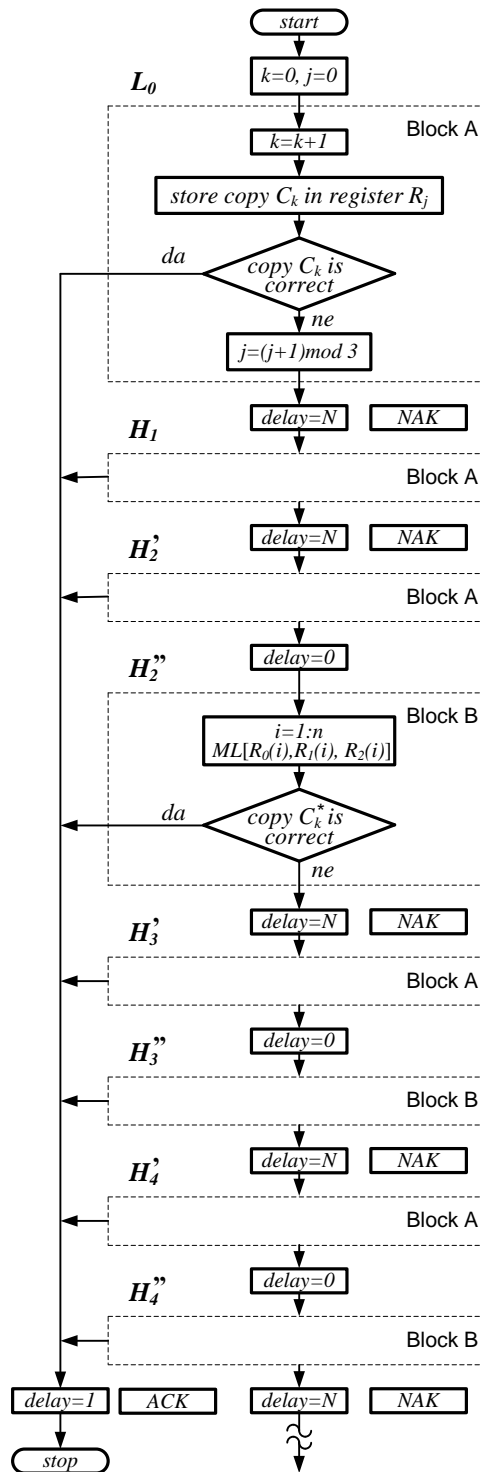 start
k=0, j=0
L₀
Block A
k=k+1
store copy Cₖ in register Rⱼ
da
copy Cₖ is
correct
ne
j=(j+1)mod 3
delay=N NAK
H₁
Block A
delay=N NAK
H₂’
Block A
delay=0
H₂”
Block B
i=1:n
ML[R₀(i),R₁(i), R₂(i)]
da
copy Cₖ* is
correct
ne
delay=N NAK
H₃’
Block A
delay=0
H₃”
Block B
delay=N NAK
H₄’
Block A
delay=0
H₄”
Block B
delay=1 ACK delay=N NAK
stop